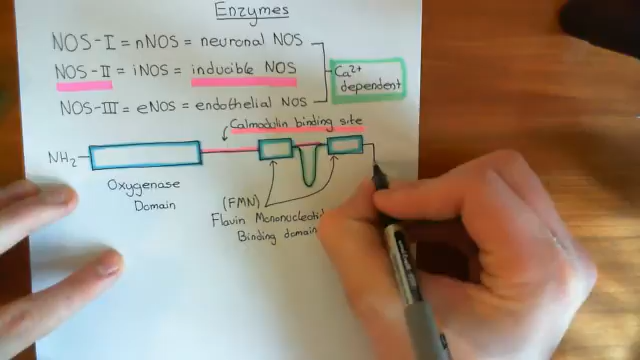 Enzymes
NOS-I = nNOS = neuronal NOS
NOS-II = iNOS = inducible NOS
NOS-III = eNOS = endothelial NOS
Ca2+
dependent
Calmodulin binding site
NH2
Oxygenase
Domain
(FMN)
Flavin Mononucleotid
Binding domain